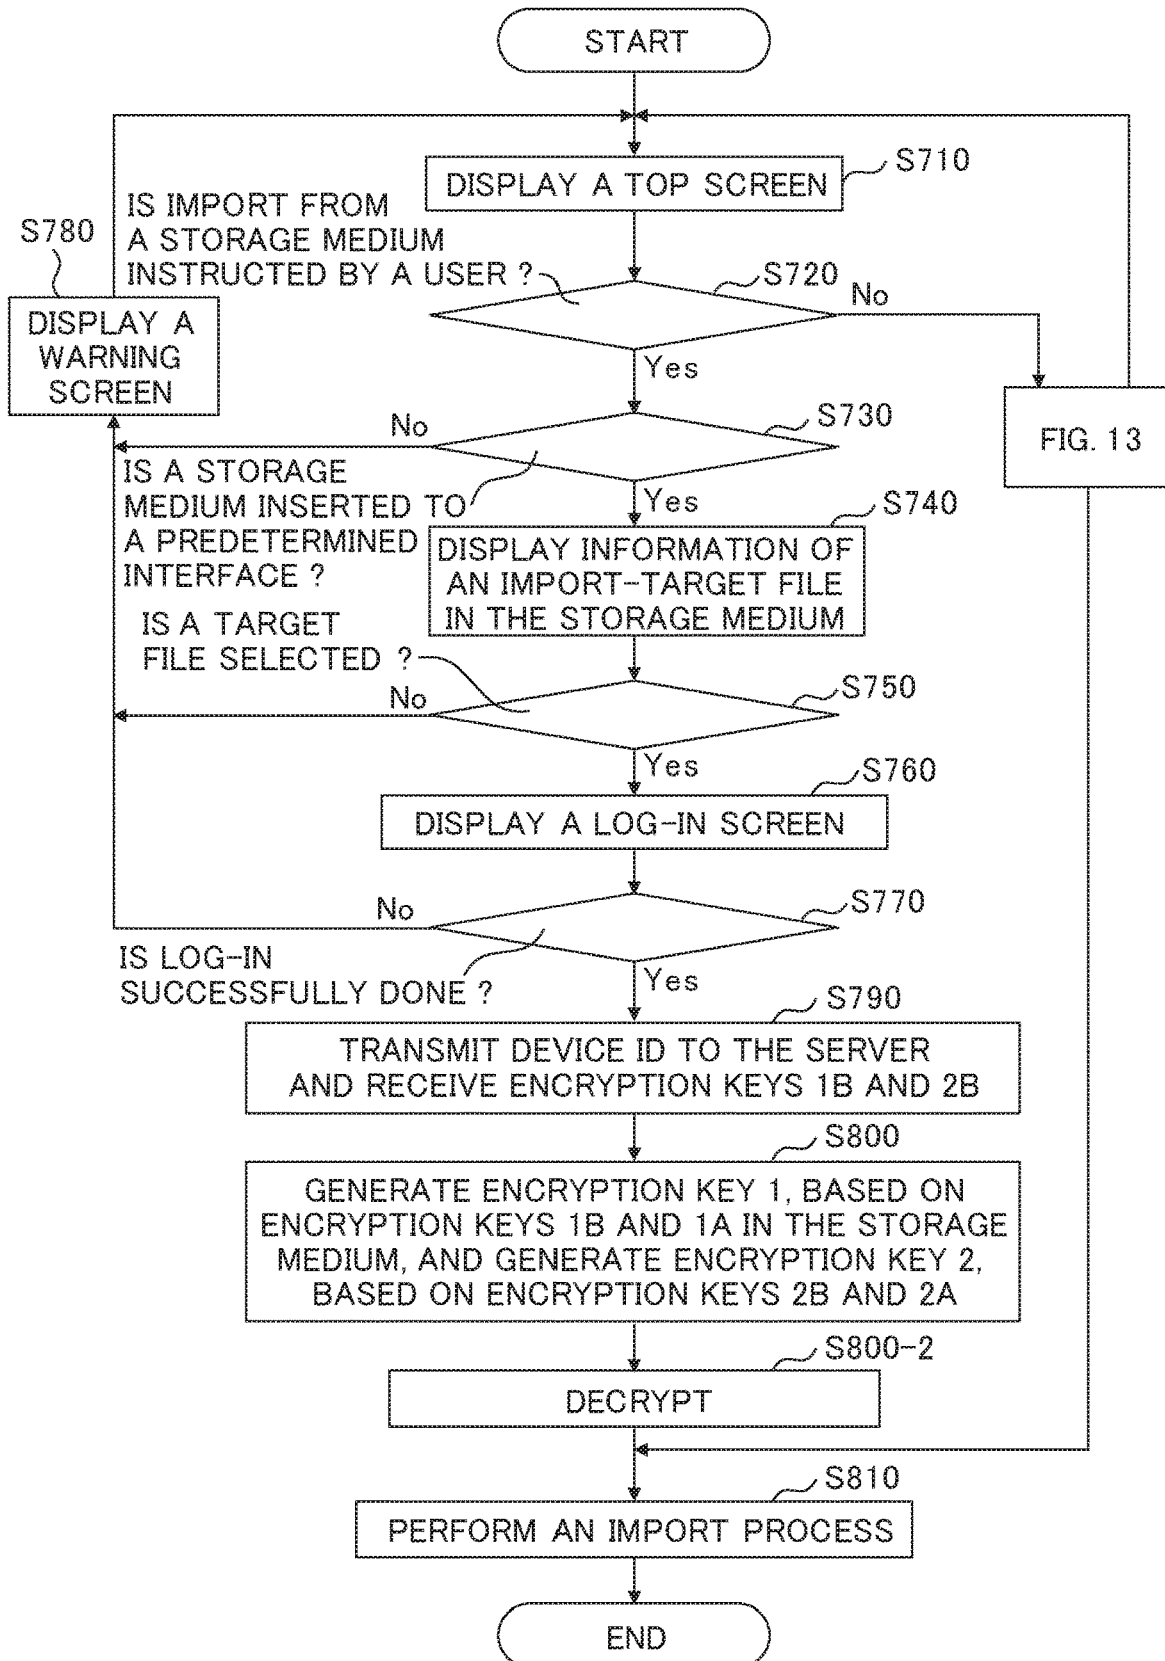 START
DISPLAY A TOP SCREEN
S710
IS IMPORT FROM
A STORAGE MEDIUM
INSTRUCTED BY A USER ?
S720
No
Yes
S780
DISPLAY A
WARNING
SCREEN
S730
No
Yes
FIG. 13
IS A STORAGE
MEDIUM INSERTED TO
A PREDETERMINED
INTERFACE ?
S740
DISPLAY INFORMATION OF
AN IMPORT-TARGET FILE
IN THE STORAGE MEDIUM
IS A TARGET
FILE SELECTED ?
S750
No
Yes
S760
DISPLAY A LOG-IN SCREEN
S770
No
Yes
IS LOG-IN
SUCCESSFULLY DONE ?
S790
TRANSMIT DEVICE ID TO THE SERVER
AND RECEIVE ENCRYPTION KEYS 1B AND 2B
S800
GENERATE ENCRYPTION KEY 1, BASED ON
ENCRYPTION KEYS 1B AND 1A IN THE STORAGE
MEDIUM, AND GENERATE ENCRYPTION KEY 2,
BASED ON ENCRYPTION KEYS 2B AND 2A
S800-2
DECRYPT
S810
PERFORM AN IMPORT PROCESS
END